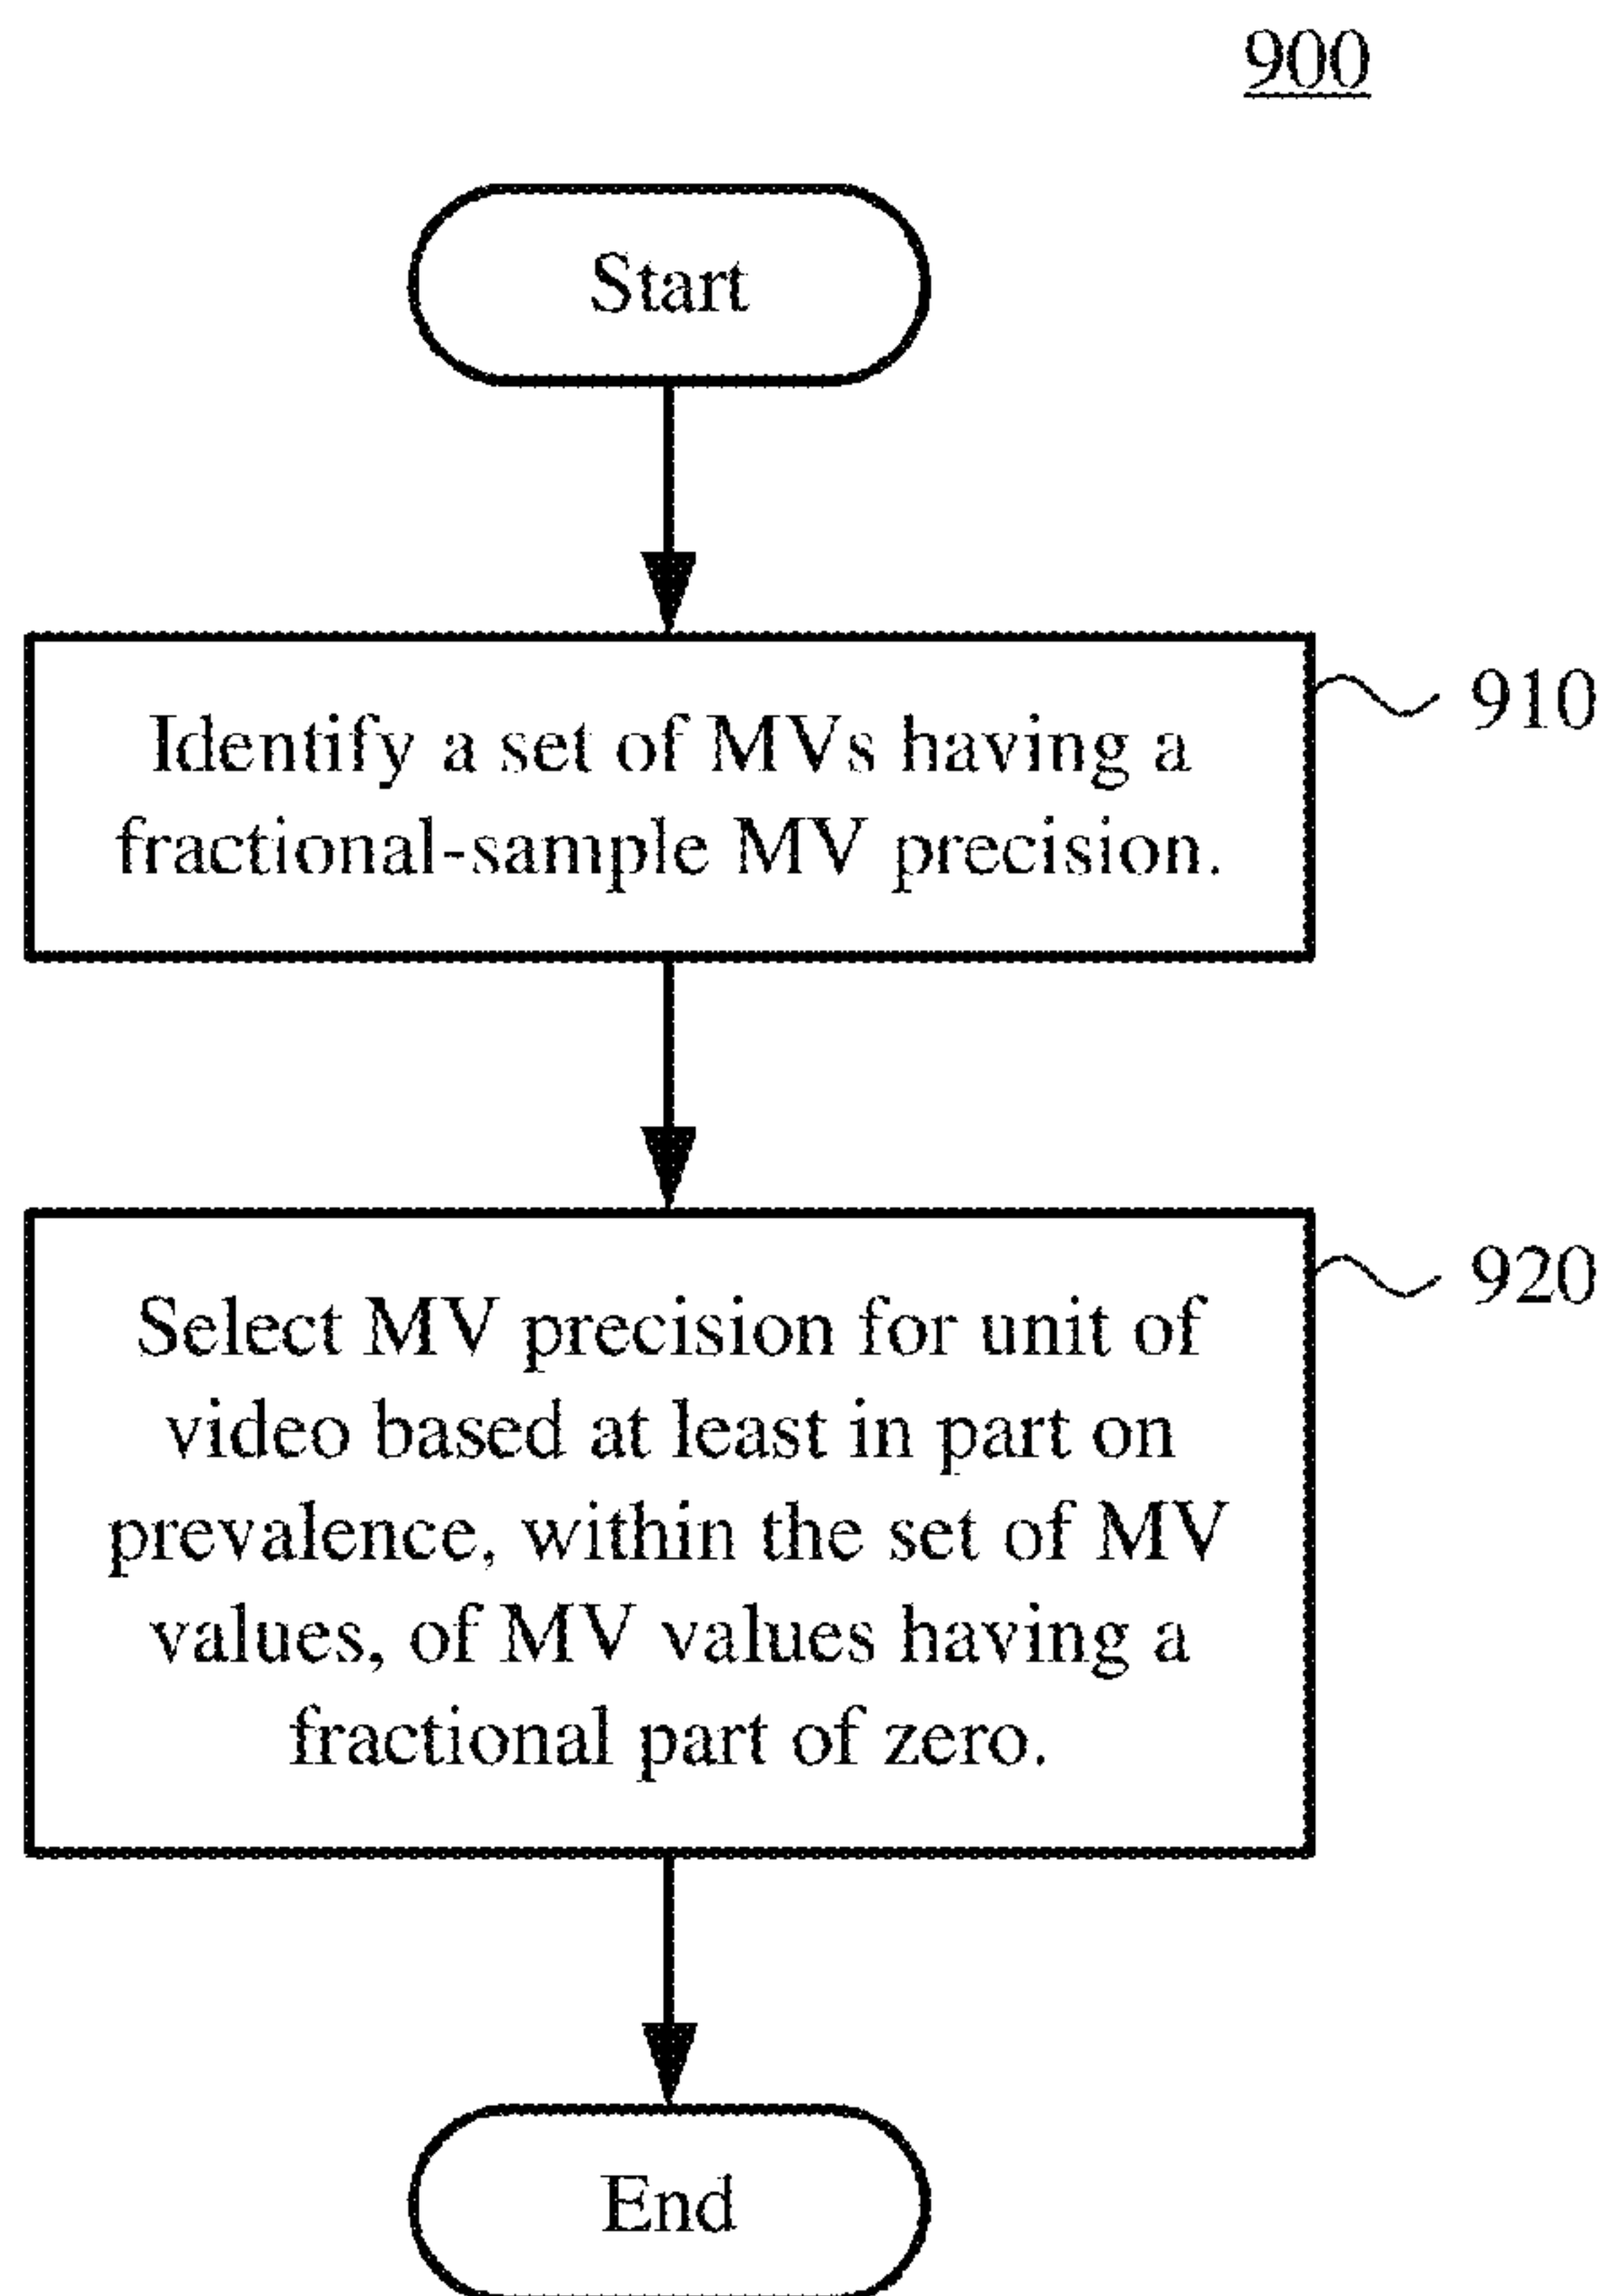 900
Start
Identify a set of MVs having a
fractional-sample MV precision.
910
Select MV precision for unit of
video based at least in part on
prevalence, within the set of MV
values, of MV values having a
fractional part of zero.
920
End